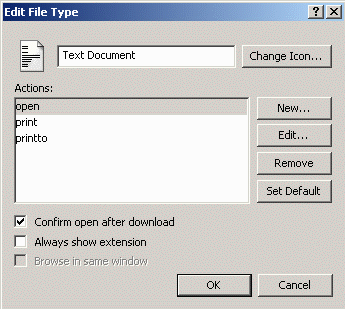 Edit File Type
Text Document
Change Icon...
Actions:
open
print
printto
New...
Edit...
Remove
Set Default
Confirm open after download
Always show extension
Browse in same window
OK
Cancel